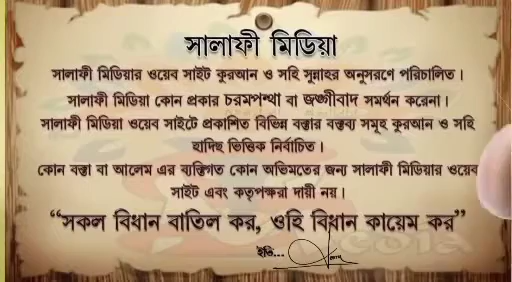 সালাফী মিডিয়া
সালাফী মিডিয়ার ওয়েব সাইট কুরআন ও সহি সুন্নাহর অনুসরণে পরিচালিত।
সালাফী মিডিয়া কোন প্রকার চরমপন্থা বা জঙ্গীবাদ সমর্থন করেনা।
সালাফী মিডিয়া ওয়েব সাইটে প্রকাশিত বিভিন্ন বক্তার বক্তব্য সমূহ কুরআন ও সহি
হাদিছ ভিত্তিক নির্বাচিত।
কোন বক্তা বা আলেম এর ব্যক্তিগত কোন অভিমতের জন্য সালাফী মিডিয়ার ওয়েব
সাইট এবং কতৃপক্ষরা দায়ী নয়।
“সকল বিধান বাতিল কর, ওহি বিধান কায়েম কর”
ইতি...